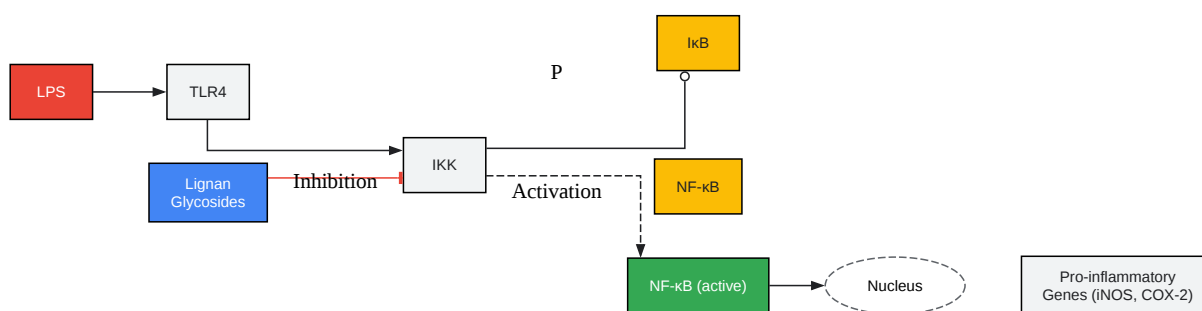 IκB
P
LPS
TLR4
IKK
Lignan
Glycosides
Inhibition
Activation
NF-κB
NF-κB (active)
Nucleus
Pro-inflammatory
Genes (iNOS, COX-2)